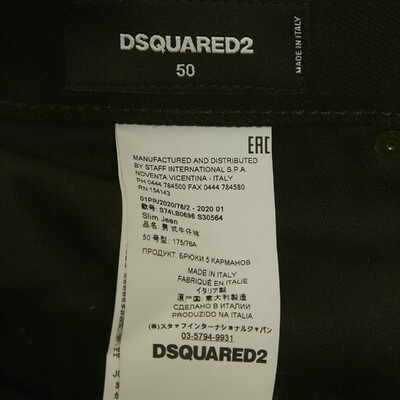 DSQUARED2
50
MADE IN ITALY
EAC
MANUFACTURED AND DISTRIBUTED
BY STAFF INTERNATIONAL S.P.A.
NOVENTA VICENTINA - ITALY
PH 0444 784500 FAX 0444 784580
RN 154143
01PR/2020/78/2 - 2020 01
款号: S74LB0696 S30564
Slim Jean
品名: 男式牛仔裤
50 号型: 175/76A
ПРОДУКТ: БРЮКИ 5 КАРМАНОВ
MADE IN ITALY
FABRIQUÉ EN ITALIE
イタリア製
原产国 意大利製造
СДЕЛАНО В ИТАЛИИ
PRODUZIDO NA ITALIA
(株)スタッフインターナショナルジャパン
03-5794-9931
DSQUARED2